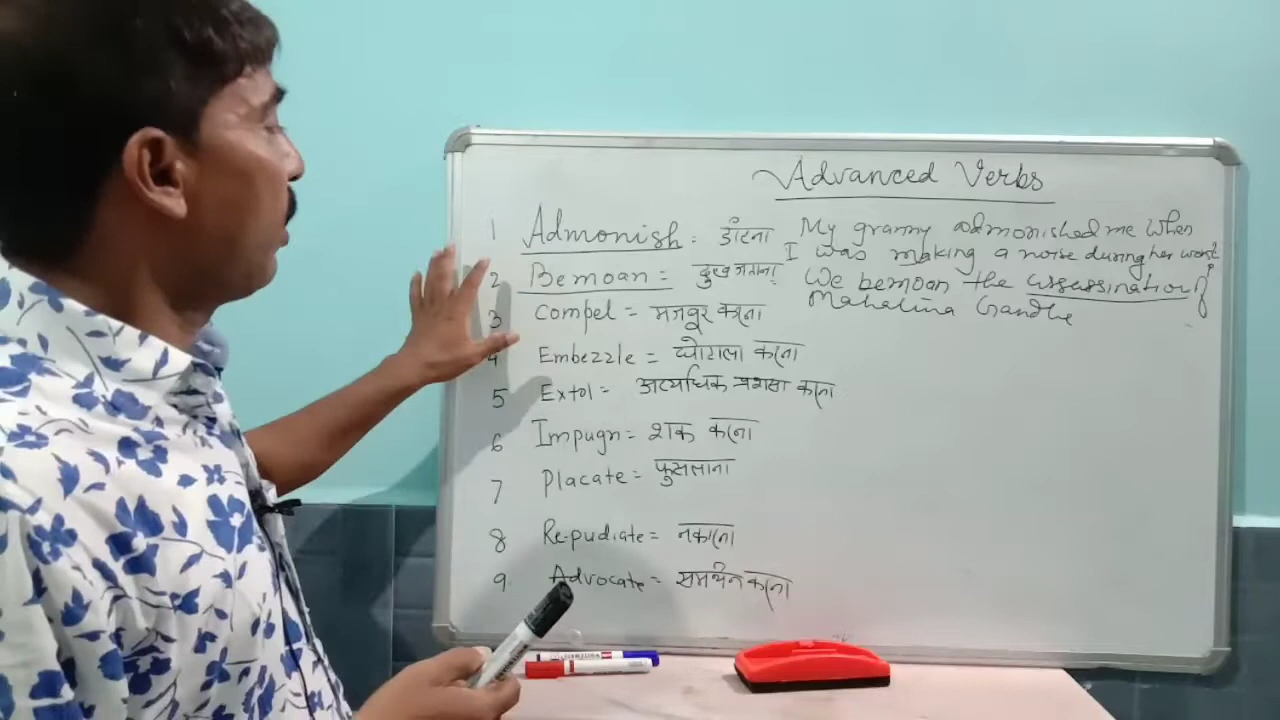 Advanced Verbs
1 Admonish = डांटना My granny admonished me when
I was making a noise during her worst
2 Bemoan = दुख जताना We bemoan the assassination of
Mahatma Gandhi
3 Compel = मजबूर करना
4 Embezzle = घोटाला करना
5 Extol = अत्यधिक प्रशंसा करना
6 Impugn = शक करना
7 Placate = फुसलाना
8 Repudiate = नकारना
9 Advocate = समर्थन करना